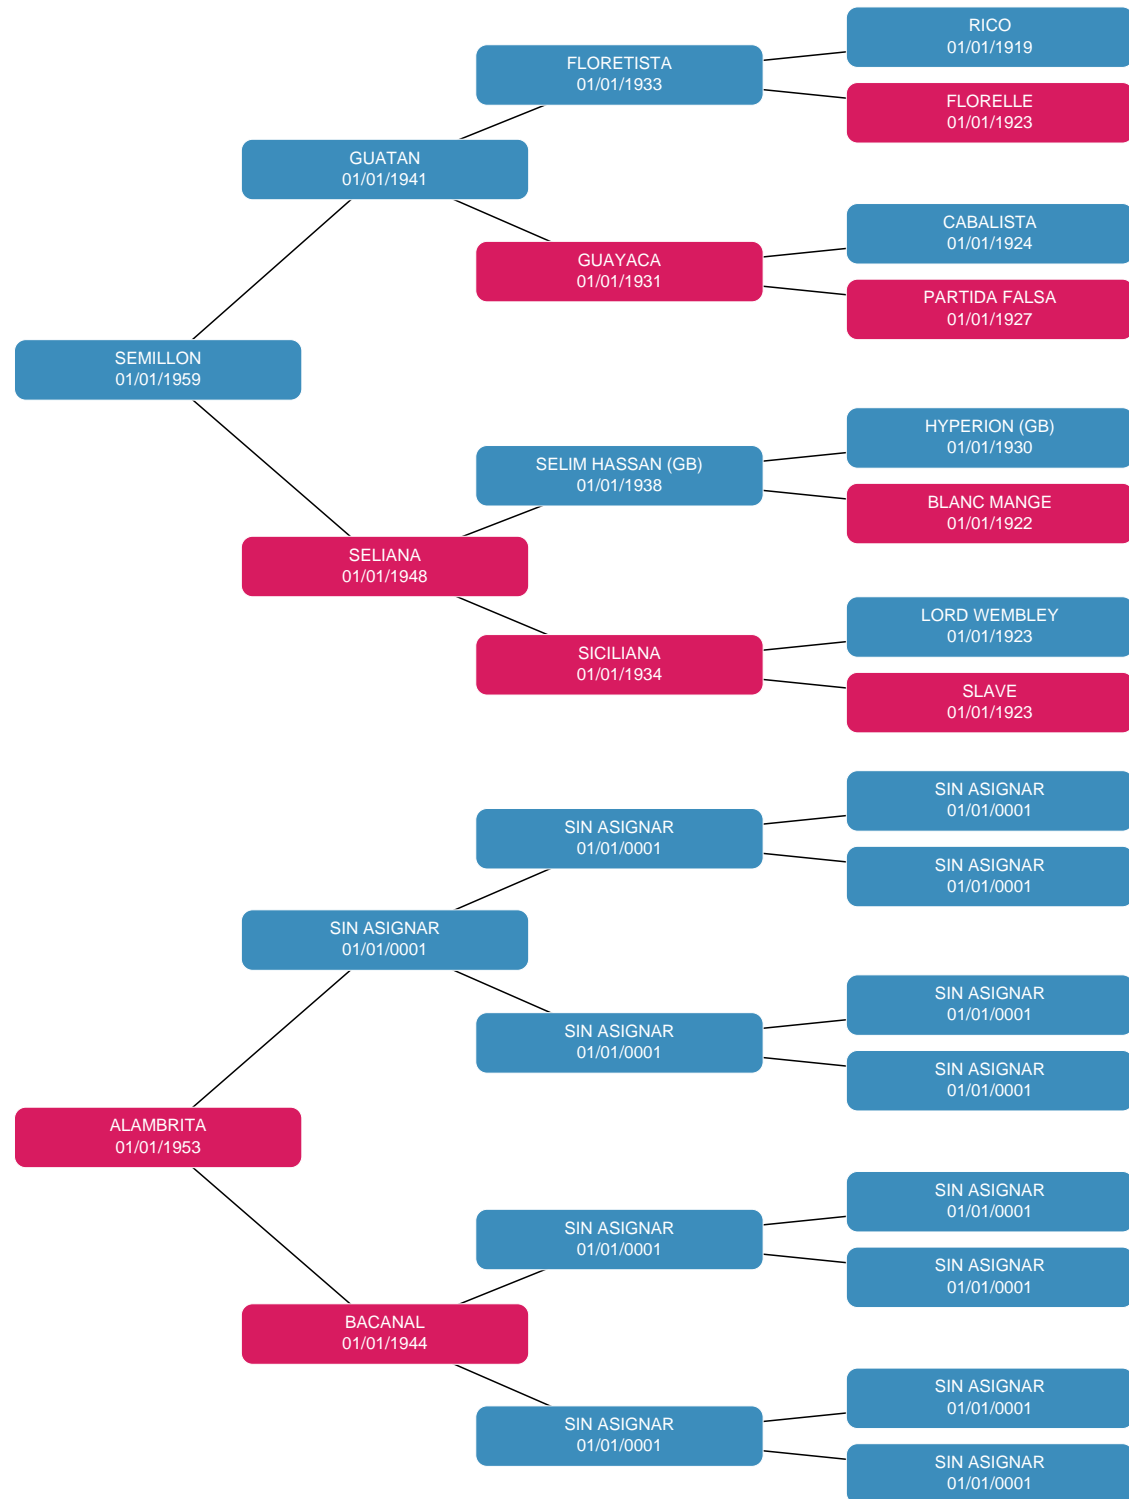 RICO
01/01/1919
FLORETISTA
01/01/1933
FLORELLE
01/01/1923
GUATAN
01/01/1941
CABALISTA
01/01/1924
GUAYACA
01/01/1931
PARTIDA FALSA
01/01/1927
SEMILLON
01/01/1959
HYPERION (GB)
01/01/1930
SELIM HASSAN (GB)
01/01/1938
BLANC MANGE
01/01/1922
SELIANA
01/01/1948
LORD WEMBLEY
01/01/1923
SICILIANA
01/01/1934
SLAVE
01/01/1923
SIN ASIGNAR
01/01/0001
SIN ASIGNAR
01/01/0001
SIN ASIGNAR
01/01/0001
SIN ASIGNAR
01/01/0001
SIN ASIGNAR
01/01/0001
SIN ASIGNAR
01/01/0001
SIN ASIGNAR
01/01/0001
ALAMBRITA
01/01/1953
SIN ASIGNAR
01/01/0001
SIN ASIGNAR
01/01/0001
SIN ASIGNAR
01/01/0001
BACANAL
01/01/1944
SIN ASIGNAR
01/01/0001
SIN ASIGNAR
01/01/0001
SIN ASIGNAR
01/01/0001